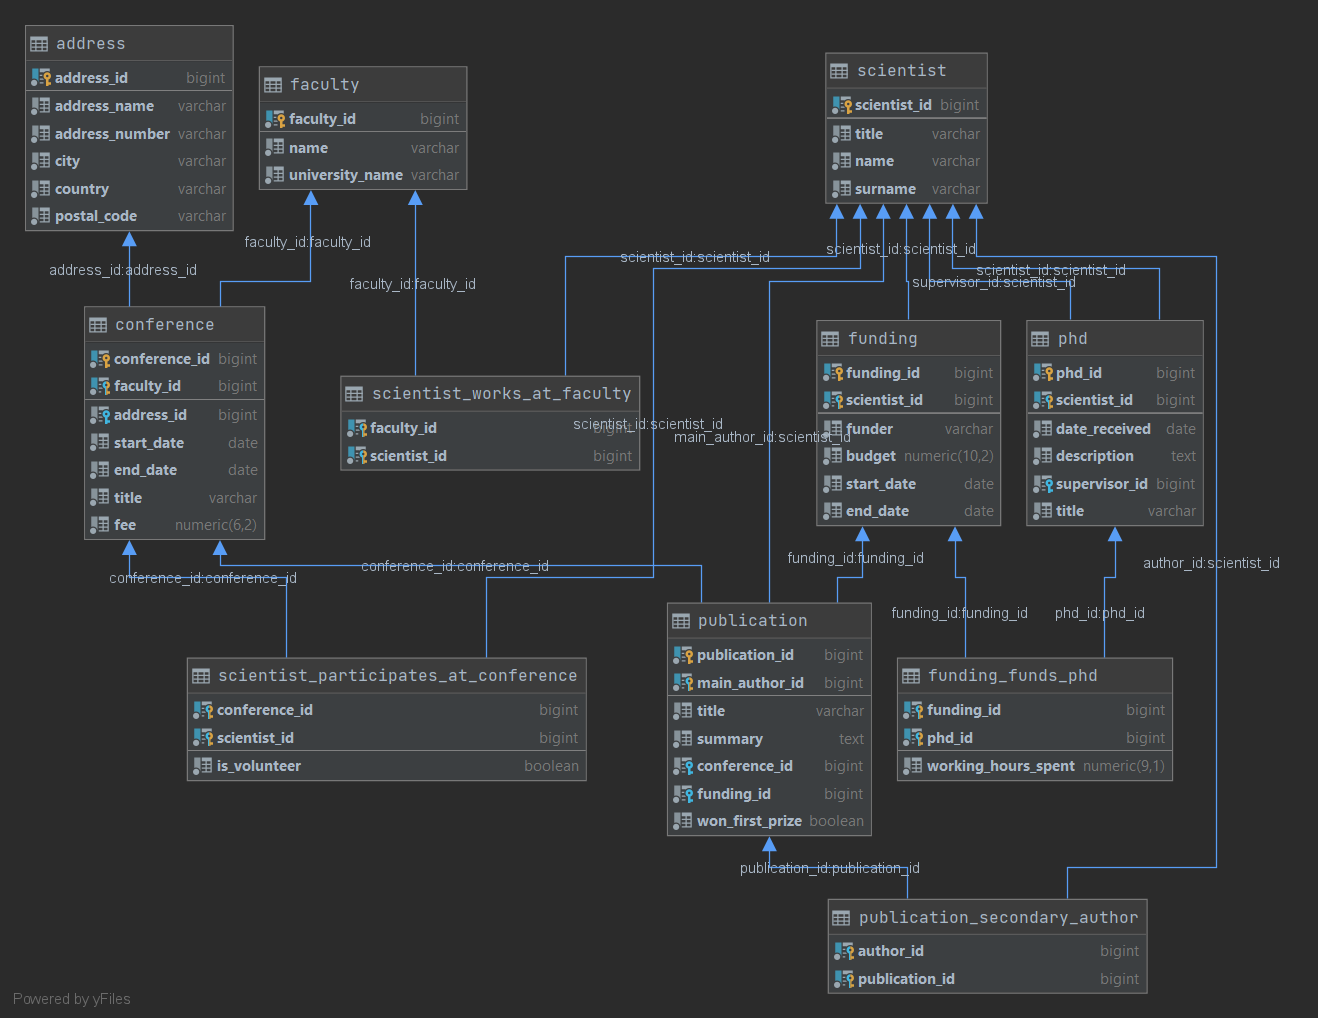 address
address_id bigint
address_name varchar
address_number varchar
city varchar
country varchar
postal_code varchar
faculty
faculty_id bigint
name varchar
university_name varchar
scientist
scientist_id bigint
title varchar
name varchar
surname varchar
faculty_id:faculty_id
address_id:address_id
faculty_id:faculty_id
scientist_id:scientist_id
scientist_id:scientist_id
scientist_id:scientist_id
supervisor_id:scientist_id
conference
conference_id bigint
faculty_id bigint
address_id bigint
start_date date
end_date date
title varchar
fee numeric(6,2)
scientist_works_at_faculty
faculty_id bigint
scientist_id bigint
scientist_id:scientist_id
main_author_id:scientist_id
funding
funding_id bigint
scientist_id bigint
funder varchar
budget numeric(10,2)
start_date date
end_date date
phd
phd_id bigint
scientist_id bigint
date_received date
description text
supervisor_id bigint
title varchar
conference_id:conference_id
conference_id:conference_id
funding_id:funding_id
author_id:scientist_id
funding_id:funding_id
phd_id:phd_id
scientist_participates_at_conference
conference_id bigint
scientist_id bigint
is_volunteer boolean
publication
publication_id bigint
main_author_id bigint
title varchar
summary text
conference_id bigint
funding_id bigint
won_first_prize boolean
funding_funds_phd
funding_id bigint
phd_id bigint
working_hours_spent numeric(9,1)
publication_id:publication_id
publication_secondary_author
author_id bigint
publication_id bigint
Powered by yFiles